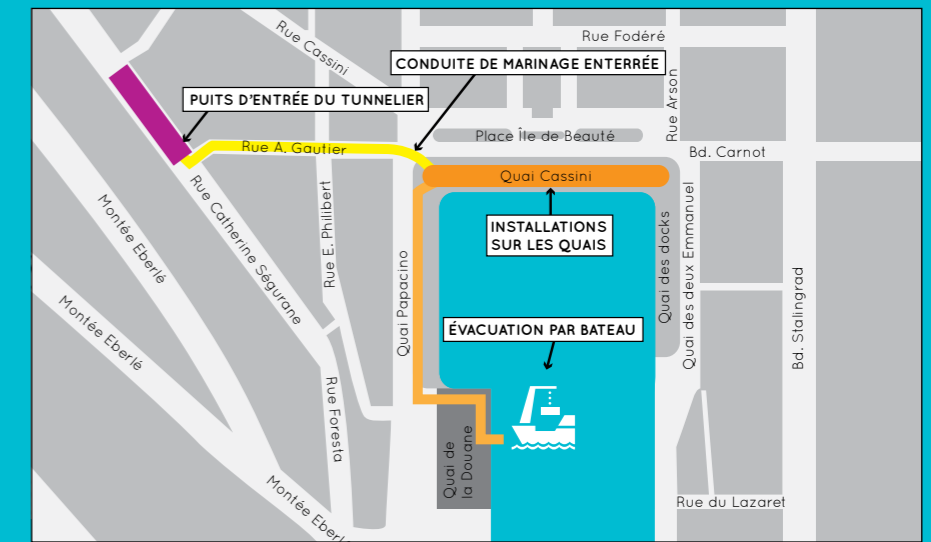 Rue Cassini
Rue Fodéré
CONDUITE DE MARINAGE ENTERRÉE
Rue Arson
PUITS D'ENTRÉE DU TUNNELIER
Place Île de Beauté
Rue A. Gautier
Bd. Carnot
Quai Cassini
Rue Catherine Ségurane
Rue E. Philibert
Montée Eberlé
INSTALLATIONS
SUR LES QUAIS
Quai des docks
Quai des deux Emmanuel
Quai Papacino
Bd. Stalingrad
ÉVACUATION PAR BATEAU
Montée Eberlé
Rue Foresta
Quai de
la Douane
Montée Eberl
Rue du Lazaret